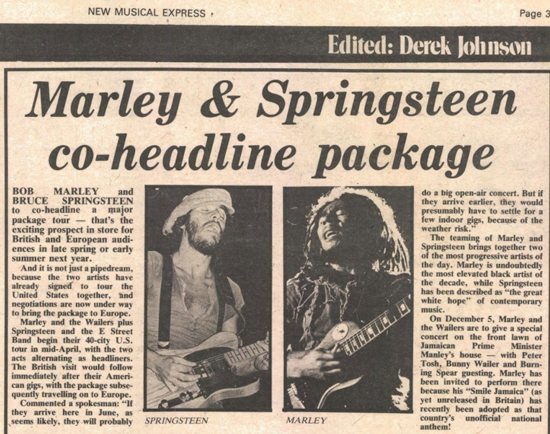 NEW MUSICAL EXPRESS
Page 3
Edited: Derek Johnson
Marley & Springsteen
co-headline package
BOB MARLEY and
BRUCE SPRINGSTEEN
to co-headline a major
package tour — that's the
exciting prospect in store for
British and European audi-
ences in late spring or early
summer next year.
And it is not just a pipedream,
because the two artists have
already signed to tour the
United States together, and
negotiations are now under way
to bring the package to Europe.
Marley and the Wailers plus
Springsteen and the E Street
Band begin their 40-city U.S.
tour in mid-April, with the two
acts alternating as headliners.
The British visit would follow
immediately after their Ameri-
can gigs, with the package subse-
quently travelling on to Europe.
Commented a spokesman: "If
they arrive here in June, as
seems likely, they will probably
SPRINGSTEEN
MARLEY
do a big open-air concert. But if
they arrive earlier, they would
presumably have to settle for a
few indoor gigs, because of the
weather risk."
The teaming of Marley and
Springsteen brings together two
of the most progressive artists of
the day. Marley is undoubtedly
the most elevated black artist of
the decade, while Springsteen
has been described as "the great
white hope" of contemporary
music.
On December 5, Marley and
the Wailers are to give a special
concert on the front lawn of
Jamaican Prime Minister
Manley's house — with Peter
Tosh, Bunny Wailer and Burn-
ing Spear guesting. Marley has
been invited to perform there
because his "Smile Jamaica" (as
yet unreleased in Britain) has
recently been adopted as that
country's unofficial national
anthem!